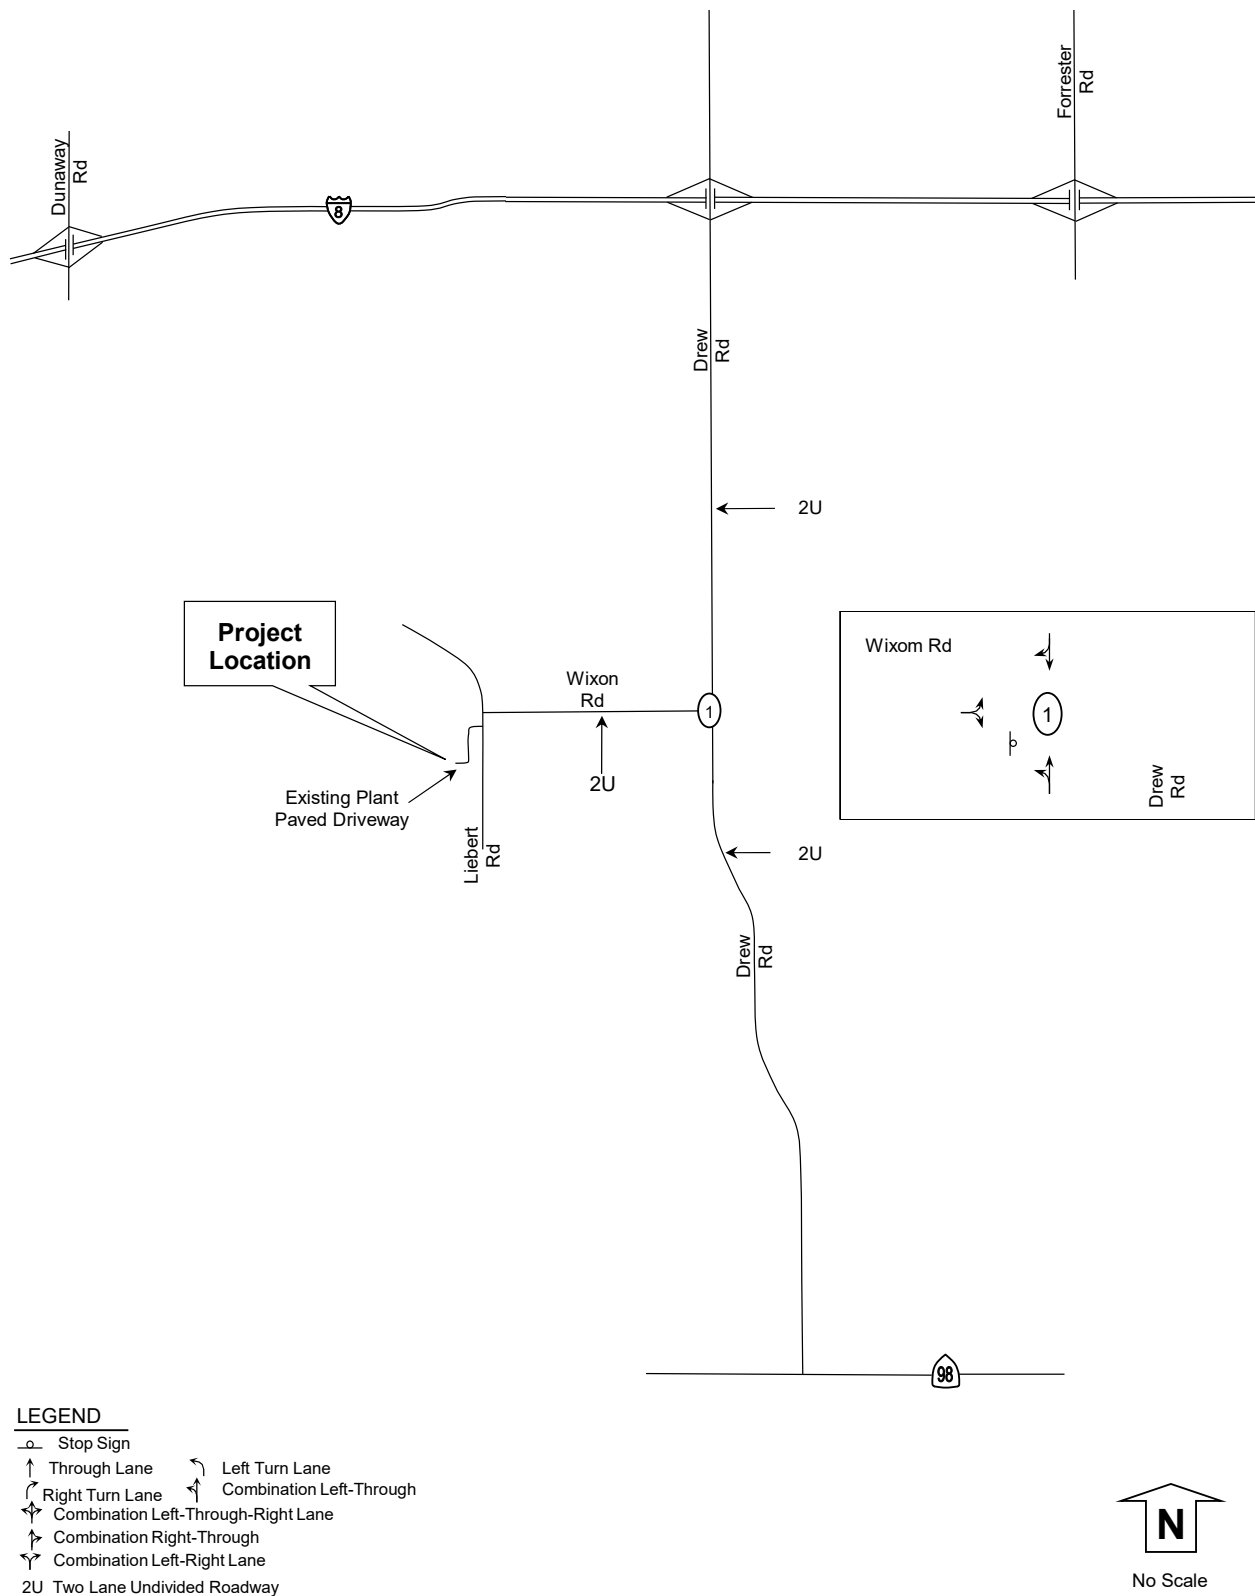 Forrester
Rd
Dunaway
Rd
8
Drew
Rd
2U
Project
Location
Wixon
Rd
1
2U
Existing Plant
Paved Driveway
Liebert
Rd
Wixom Rd
1
Drew
Rd
2U
Drew
Rd
98
LEGEND
Stop Sign
Through Lane
Left Turn Lane
Right Turn Lane
Combination Left-Through
Combination Left-Through-Right Lane
Combination Right-Through
Combination Left-Right Lane
2U Two Lane Undivided Roadway
N
No Scale